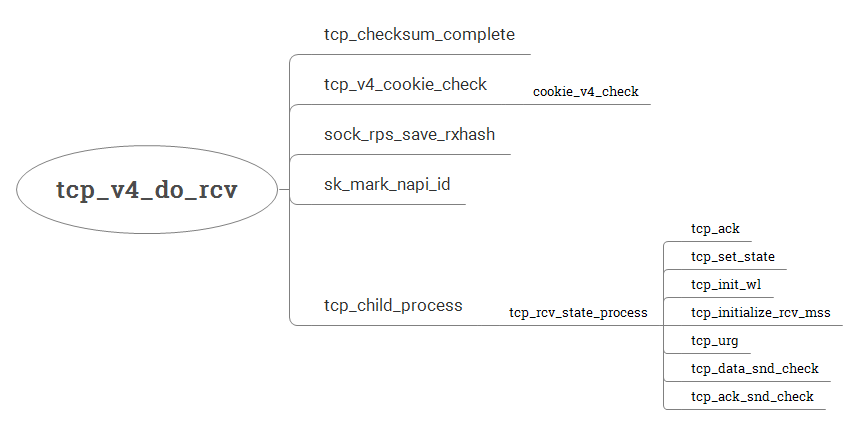 tcp_v4_do_rcv
tcp_checksum_complete
tcp_v4_cookie_check
cookie_v4_check
sock_rps_save_rxhash
sk_mark_napi_id
tcp_child_process
tcp_rcv_state_process
tcp_ack
tcp_set_state
tcp_init_wl
tcp_initialize_rcv_mss
tcp_urg
tcp_data_snd_check
tcp_ack_snd_check